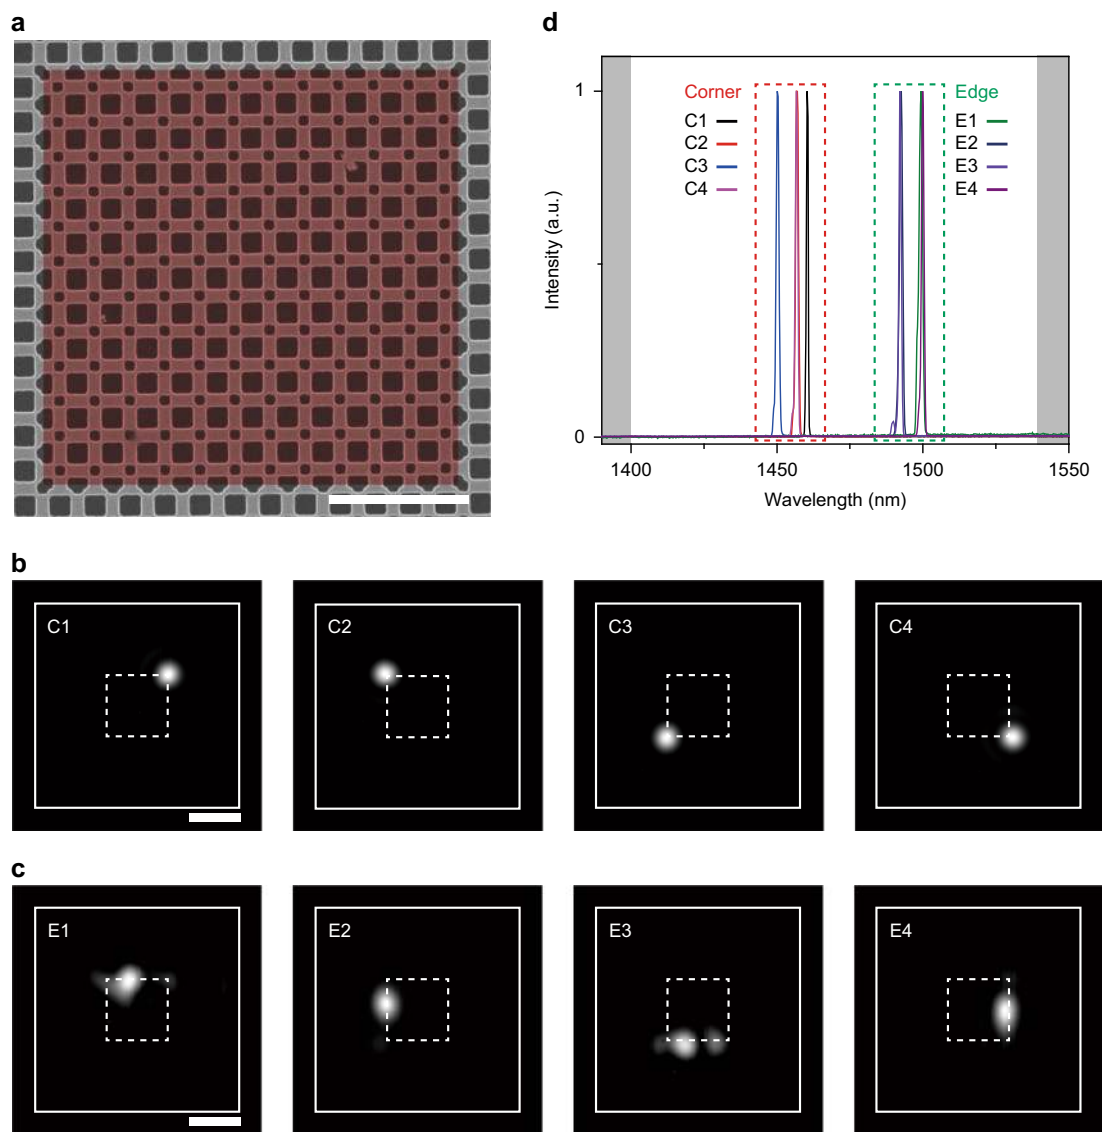 a
b
C1
C2
C3
C4
c
E1
E2
E3
E4
d
Intensity (a.u.)
1
0
Corner
C1
C2
C3
C4
Edge
E1
E2
E3
E4
1400
1450
1500
1550
Wavelength (nm)